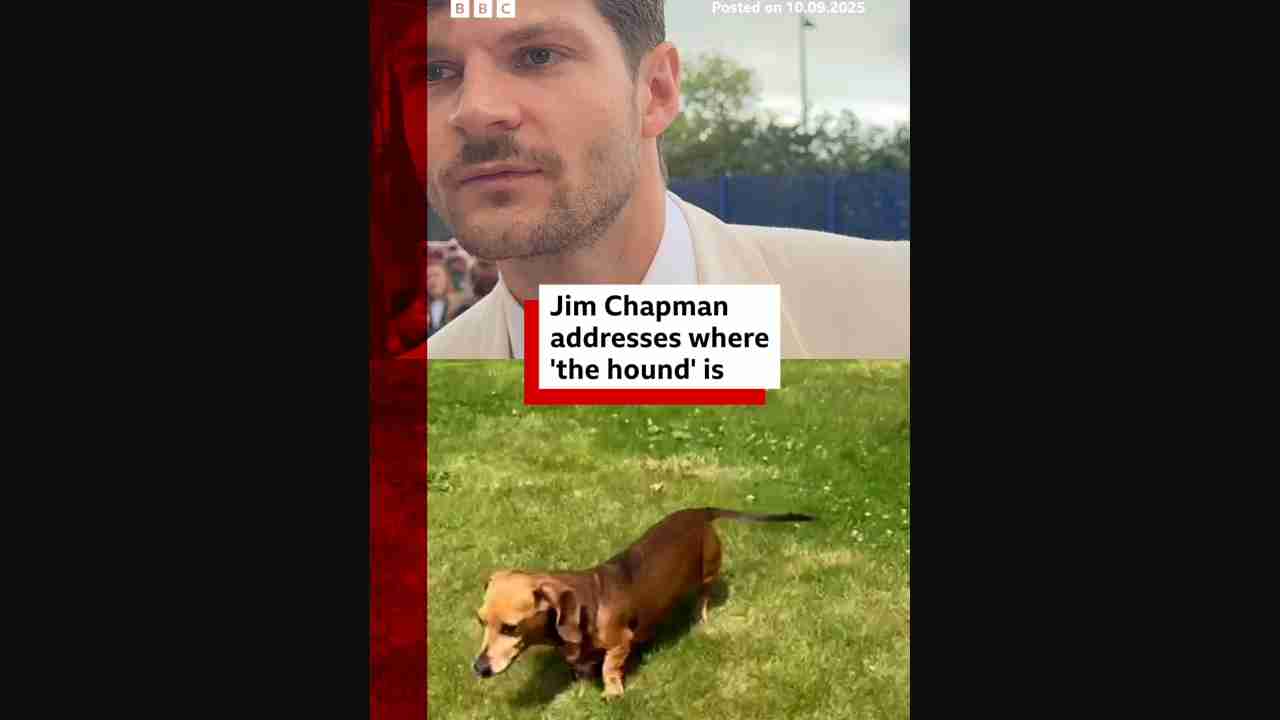 BBC
Posted on 10.09.2025
Jim Chapman
addresses where
'the hound' is